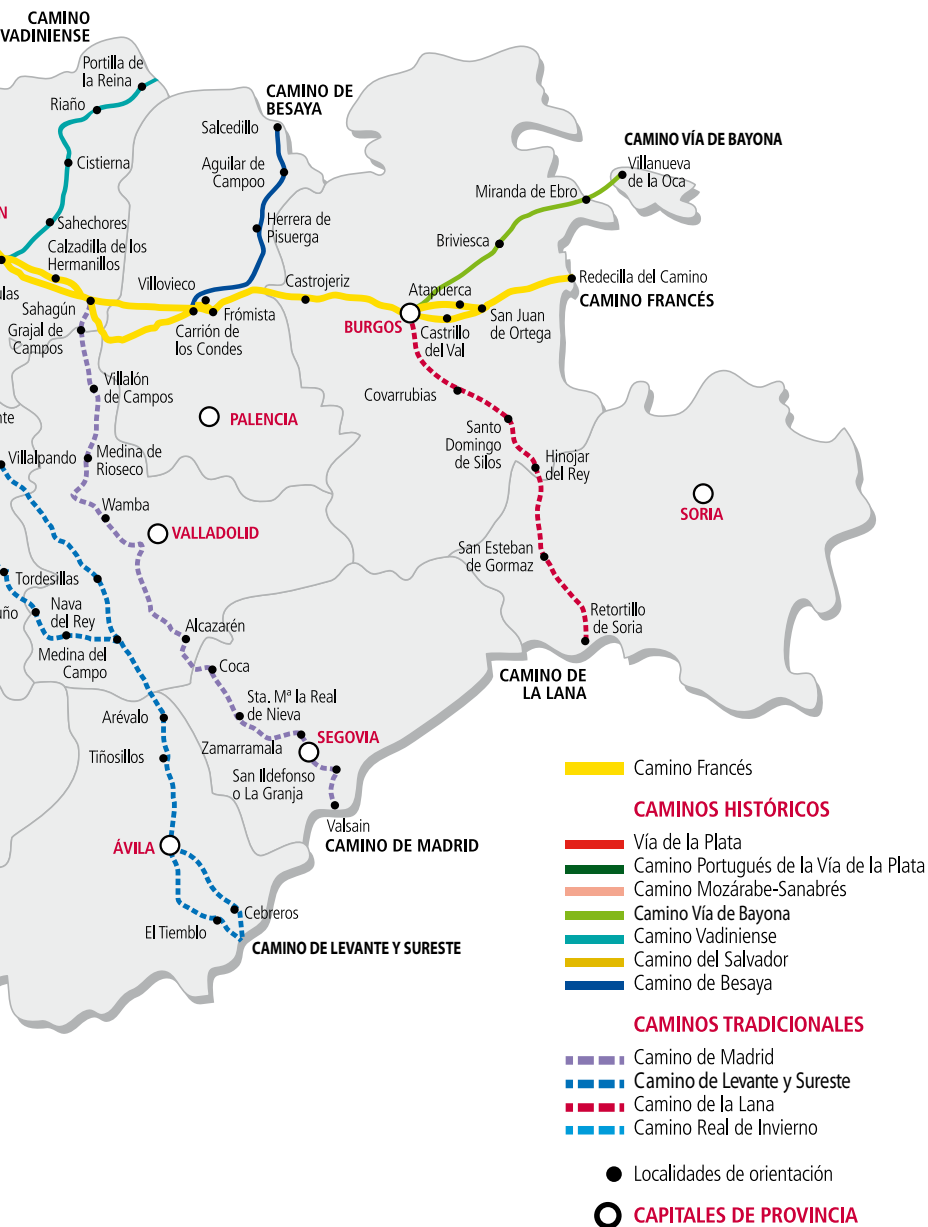 CAMINO
VADINIENSE
Portilla de
la Reina
Riaño
CAMINO DE
BESAYA
Salcedillo
CAMINO VÍA DE BAYONA
Cistierna
Aguilar de
Campoo
Villanueva
de la Oca
Miranda de Ebro
N
Sahechores
Herrera de
Pisuerga
Briviesca
Calzadilla de los
Hermanillos
Villovieco
Castrojeriz
Atapuerca
Redecilla del Camino
CAMINO FRANCÉS
ulas
Sahagún
Frómista
BURGOS
San Juan
de Ortega
Grajal de
Campos
Carrión de
los Condes
Castrillo
del Val
Villalón
de Campos
Covarrubias
PALENCIA
nte
Santo
Domingo
de Silos
Villalpando
Medina de
Rioseco
Hinojar
del Rey
Wamba
SORIA
VALLADOLID
San Esteban
de Gormaz
Tordesillas
uño
Nava
del Rey
Retortillo
de Soria
Alcazarén
Medina del
Campo
Coca
CAMINO DE
LA LANA
Sta. Mª la Real
de Nieva
Arévalo
Zamarramala
SEGOVIA
Tiñosillos
San Ildefonso
o La Granja
Valsain
CAMINO DE MADRID
ÁVILA
Cebreros
El Tiemblo
CAMINO DE LEVANTE Y SURESTE
Camino Francés
CAMINOS HISTÓRICOS
Vía de la Plata
Camino Portugués de la Vía de la Plata
Camino Mozárabe-Sanabrés
Camino Vía de Bayona
Camino Vadiniense
Camino del Salvador
Camino de Besaya
CAMINOS TRADICIONALES
Camino de Madrid
Camino de Levante y Sureste
Camino de la Lana
Camino Real de Invierno
Localidades de orientación
CAPITALES DE PROVINCIA